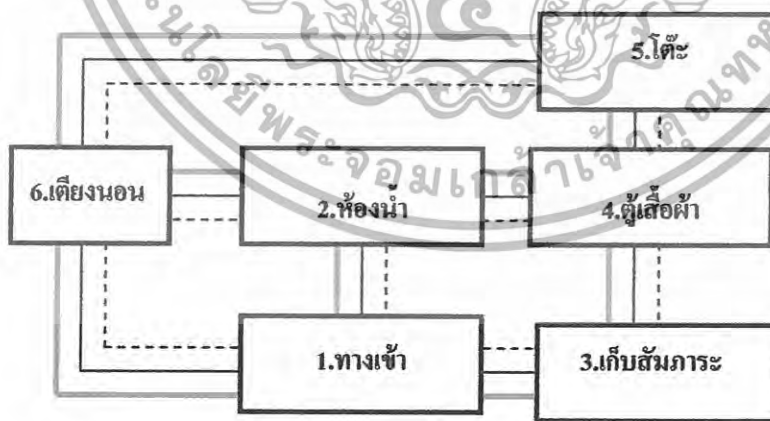 5.โต๊ะ
6.เตียงนอน
2.ห้องน้ำ
4.ตู้เสื้อผ้า
1.ทางเข้า
3.เก็บสัมภาระ